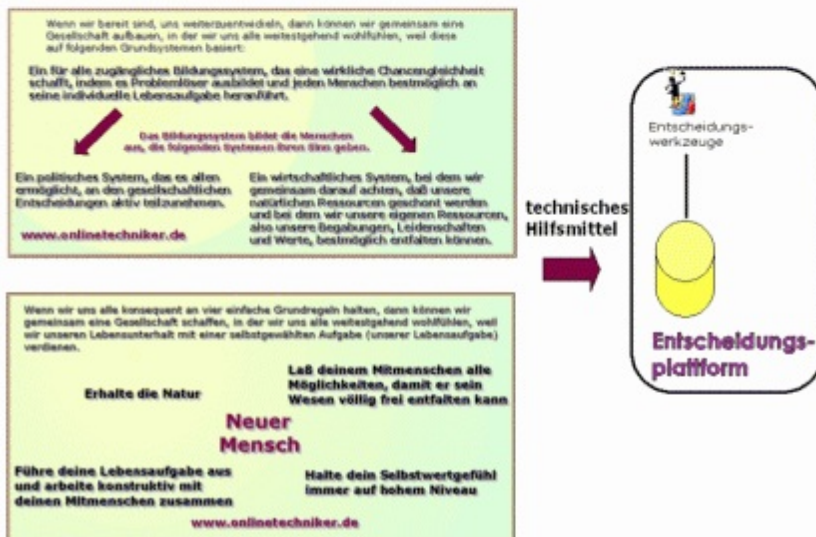 Wenn wir bereit sind, uns weiterzuentwickeln, dann können wir gemeinsam eine
Gesellschaft aufbauen, in der wir uns alle weitestgehend wohlfühlen, weil diese
auf folgenden Grundsystemen basiert:
Ein für alle zugängliches Bildungssystem, das eine wirkliche Chancengleichheit
schafft, indem es Problemlöser ausbildet und jeden Menschen bestmöglich an
seine individuelle Lebensaufgabe heranführt.
Das Bildungssystem bildet die Menschen
aus, die folgenden Systemen ihren Sinn geben.
Ein politisches System, das es allen
ermöglicht, an den gesellschaftlichen
Entscheidungen aktiv teilzunehmen.
www.onlinetechniker.de
Ein wirtschaftliches System, bei dem wir
gemeinsam darauf achten, daß unsere
natürlichen Ressourcen geschont werden
und bei dem wir unsere eigenen Ressourcen,
also unsere Begabungen, Leidenschaften
und Werte, bestmöglich entfalten können.
technisches
Hilfsmittel
Entscheidungs-
werkzeuge
Entscheidungs-
plattform
Wenn wir uns alle konsequent an vier einfache Grundregeln halten, dann können wir
gemeinsam eine Gesellschaft schaffen, in der wir uns alle weitestgehend wohlfühlen, weil
wir unseren Lebensunterhalt mit einer selbstgewählten Aufgabe (unserer Lebensaufgabe)
verdienen.
Erhalte die Natur
Laß deinem Mitmenschen alle
Möglichkeiten, damit er sein
Wesen völlig frei entfalten kann
Neuer
Mensch
Führe deine Lebensaufgabe aus
und arbeite konstruktiv mit
deinen Mitmenschen zusammen
Halte dein Selbstwertgefühl
immer auf hohem Niveau
www.onlinetechniker.de